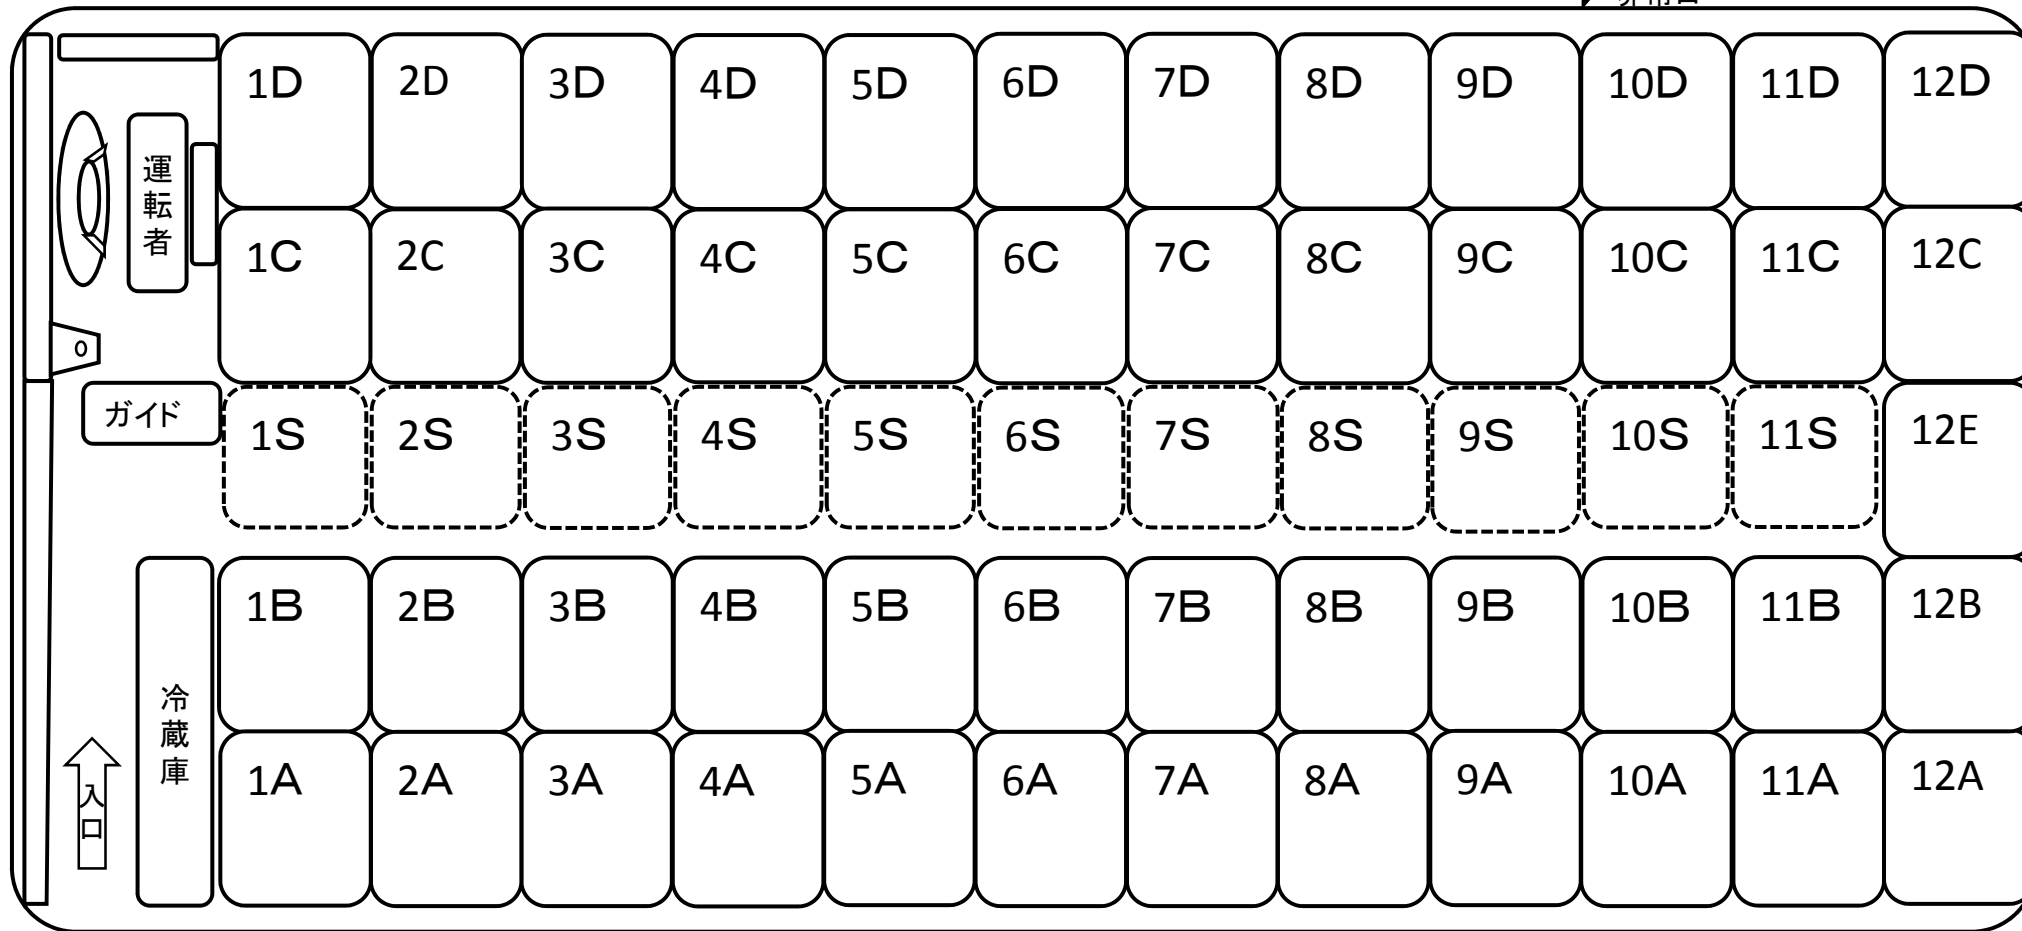 1D 2D 3D 4D 5D 6D 7D 8D 9D 10D 11D 12D
運転者
1C 2C 3C 4C 5C 6C 7C 8C 9C 10C 11C 12C
ガイド
1S 2S 3S 4S 5S 6S 7S 8S 9S 10S 11S 12E
1B 2B 3B 4B 5B 6B 7B 8B 9B 10B 11B 12B
冷蔵庫
1A 2A 3A 4A 5A 6A 7A 8A 9A 10A 11A 12A
入口